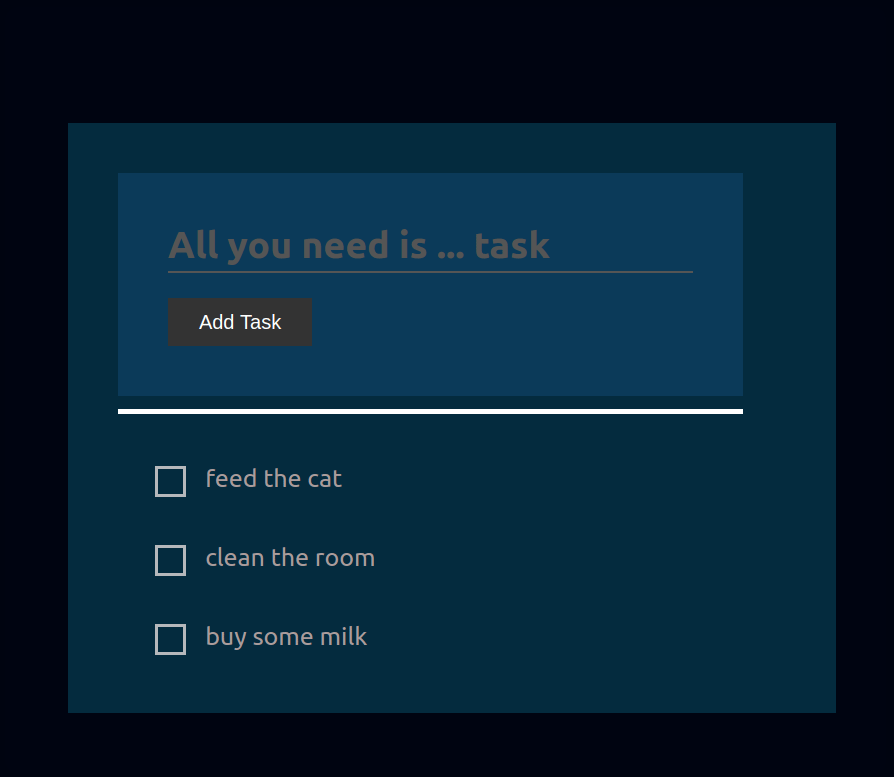 All you need is ... task
Add Task
feed the cat
clean the room
buy some milk